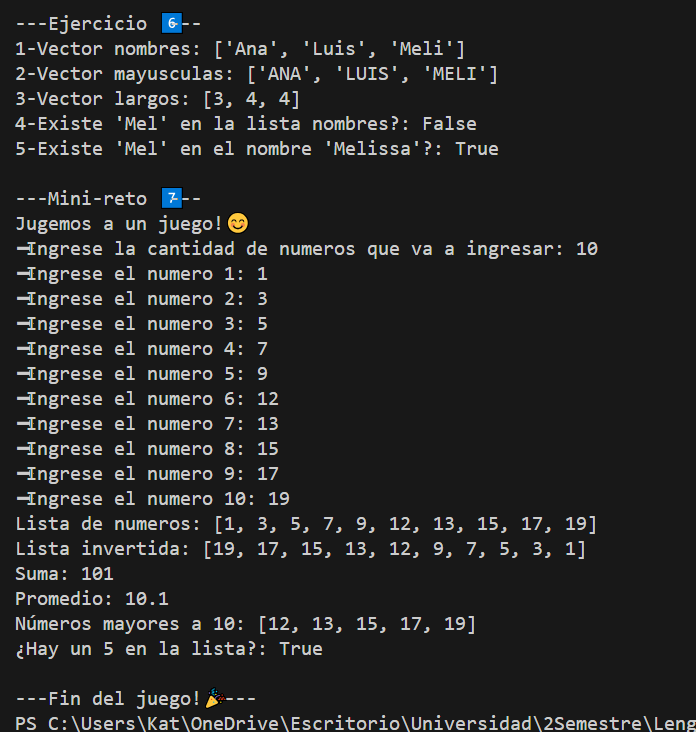 ---Ejercicio 6️⃣--
1-Vector nombres: ['Ana', 'Luis', 'Meli']
2-Vector mayusculas: ['ANA', 'LUIS', 'MELI']
3-Vector largos: [3, 4, 4]
4-Existe 'Mel' en la lista nombres?: False
5-Existe 'Mel' en el nombre 'Melissa'?: True
---Mini-reto 7️⃣--
Jugemos a un juego!😊
➖Ingrese la cantidad de numeros que va a ingresar: 10
➖Ingrese el numero 1: 1
➖Ingrese el numero 2: 3
➖Ingrese el numero 3: 5
➖Ingrese el numero 4: 7
➖Ingrese el numero 5: 9
➖Ingrese el numero 6: 12
➖Ingrese el numero 7: 13
➖Ingrese el numero 8: 15
➖Ingrese el numero 9: 17
➖Ingrese el numero 10: 19
Lista de numeros: [1, 3, 5, 7, 9, 12, 13, 15, 17, 19]
Lista invertida: [19, 17, 15, 13, 12, 9, 7, 5, 3, 1]
Suma: 101
Promedio: 10.1
Números mayores a 10: [12, 13, 15, 17, 19]
¿Hay un 5 en la lista?: True
---Fin del juego!🎉---
PS C:\Users\Kat\OneDrive\Escritorio\Universidad\2Semestre\Leng